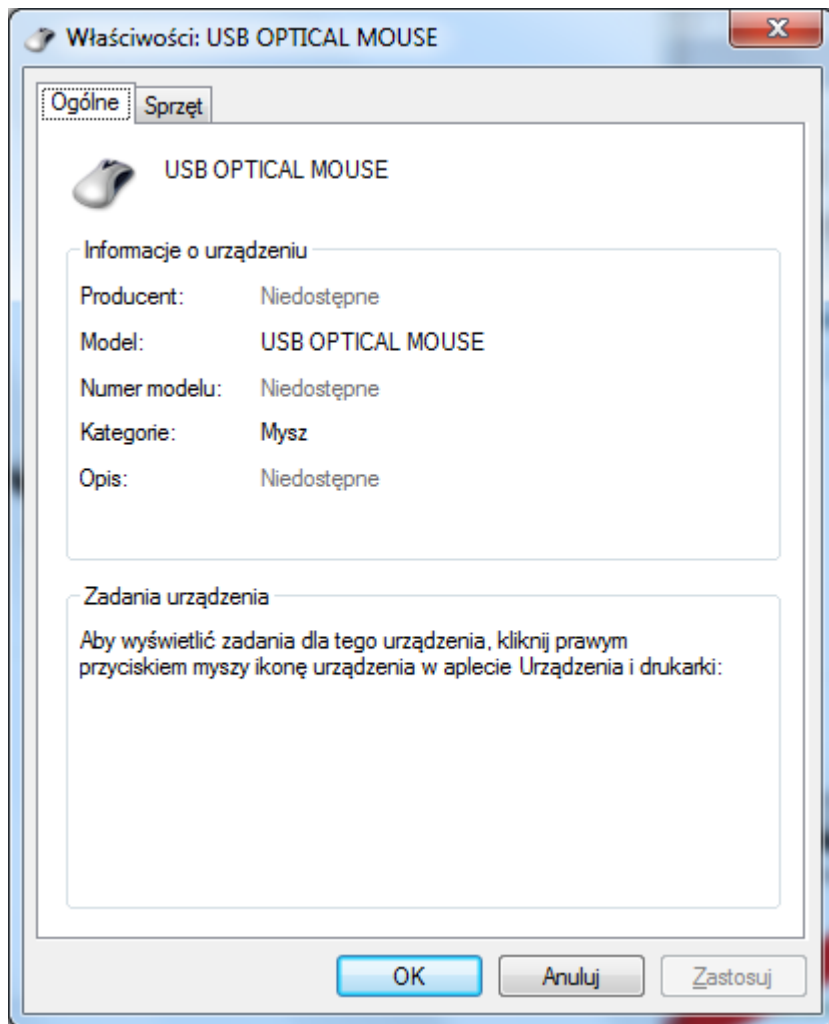 Właściwości: USB OPTICAL MOUSE
Ogólne
Sprzęt
USB OPTICAL MOUSE
Informacje o urządzeniu
Producent: Niedostępne
Model: USB OPTICAL MOUSE
Numer modelu: Niedostępne
Kategorie: Mysz
Opis: Niedostępne
Zadania urządzenia
Aby wyświetlić zadania dla tego urządzenia, kliknij prawym
przyciskiem myszy ikonę urządzenia w aplecie Urządzenia i drukarki:
OK
Anuluj
Zastosuj